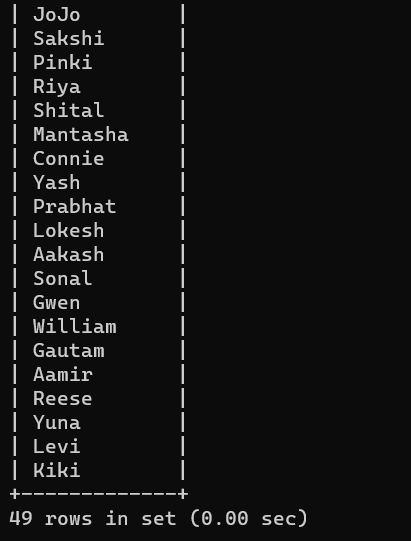 | JoJo        |
| Sakshi      |
| Pinki       |
| Riya        |
| Shital      |
| Mantasha    |
| Connie      |
| Yash        |
| Prabhat     |
| Lokesh      |
| Aakash      |
| Sonal       |
| Gwen        |
| William     |
| Gautam      |
| Aamir       |
| Reese       |
| Yuna        |
| Levi        |
| Kiki        |
+-------------+
49 rows in set (0.00 sec)